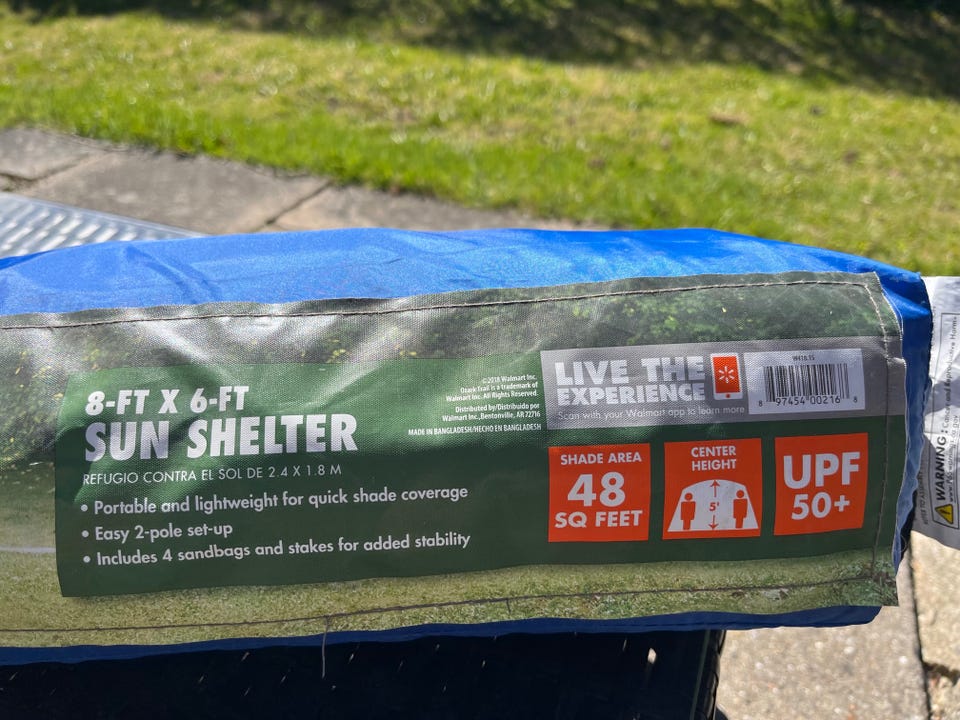 8-FT X 6-FT
SUN SHELTER
REFUGIO CONTRA EL SOL DE 2.4 X 1.8 M
• Portable and lightweight for quick shade coverage
• Easy 2-pole set-up
• Includes 4 sandbags and stakes for added stability
©2018 Walmart Inc.
Ozark Trail is a trademark of
Walmart Inc. All Rights Reserved.
Distributed by/Distribuido por
Walmart Inc.,Bentonville, AR 72716
MADE IN BANGLADESH/HECHO EN BANGLADESH
LIVE THE
EXPERIENCE
Scan with your Walmart app to learn more
W418.15
8 97454 00216 8
SHADE AREA
48
SQ FEET
CENTER
HEIGHT
5'
UPF
50+
WARNING: